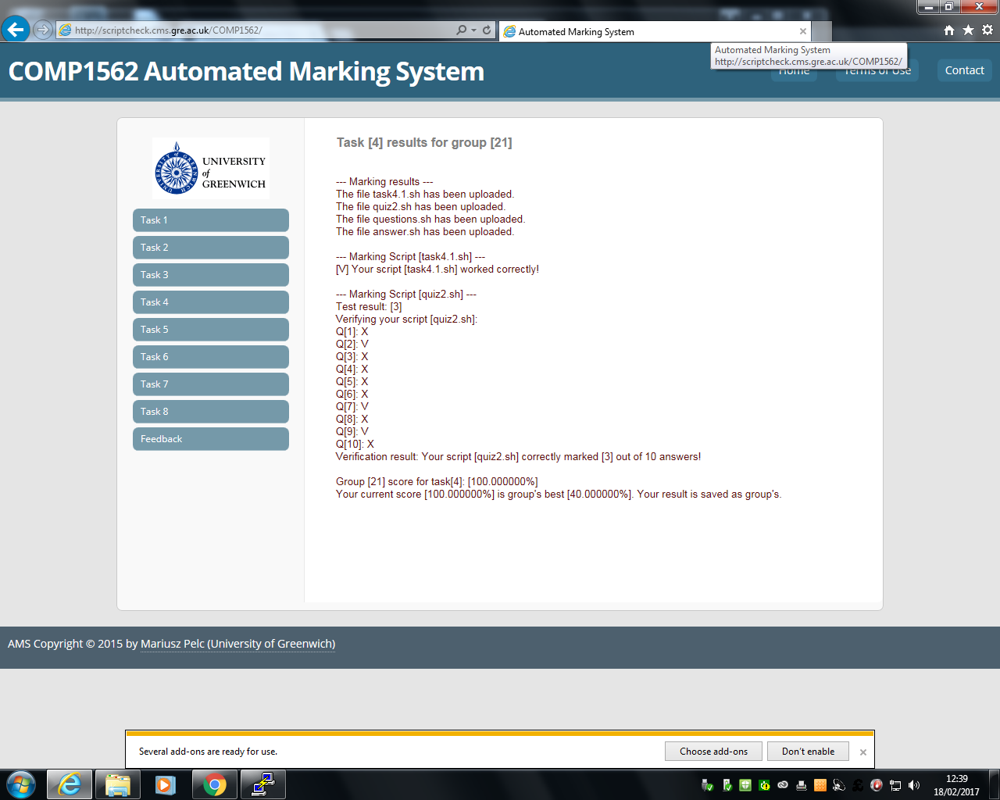 http://scriptcheck.cms.gre.ac.uk/COMP1562/
Automated Marking System
Automated Marking System
http://scriptcheck.cms.gre.ac.uk/COMP1562/
COMP1562 Automated Marking System
Home
Terms of Use
Contact
UNIVERSITY
of
GREENWICH
UNIVERSITY of GREENWICH
Task 1
Task 2
Task 3
Task 4
Task 5
Task 6
Task 7
Task 8
Feedback
Task [4] results for group [21]
--- Marking results ---
The file task4.1.sh has been uploaded.
The file quiz2.sh has been uploaded.
The file questions.sh has been uploaded.
The file answer.sh has been uploaded.
--- Marking Script [task4.1.sh] ---
[V] Your script [task4.1.sh] worked correctly!
--- Marking Script [quiz2.sh] ---
Test result: [3]
Verifying your script [quiz2.sh]:
Q[1]: X
Q[2]: V
Q[3]: X
Q[4]: X
Q[5]: X
Q[6]: X
Q[7]: V
Q[8]: X
Q[9]: V
Q[10]: X
Verification result: Your script [quiz2.sh] correctly marked [3] out of 10 answers!
Group [21] score for task[4]: [100.000000%]
Your current score [100.000000%] is group's best [40.000000%]. Your result is saved as group's.
AMS Copyright © 2015 by Mariusz Pelc (University of Greenwich)
Several add-ons are ready for use.
Choose add-ons
Don't enable
12:39
18/02/2017